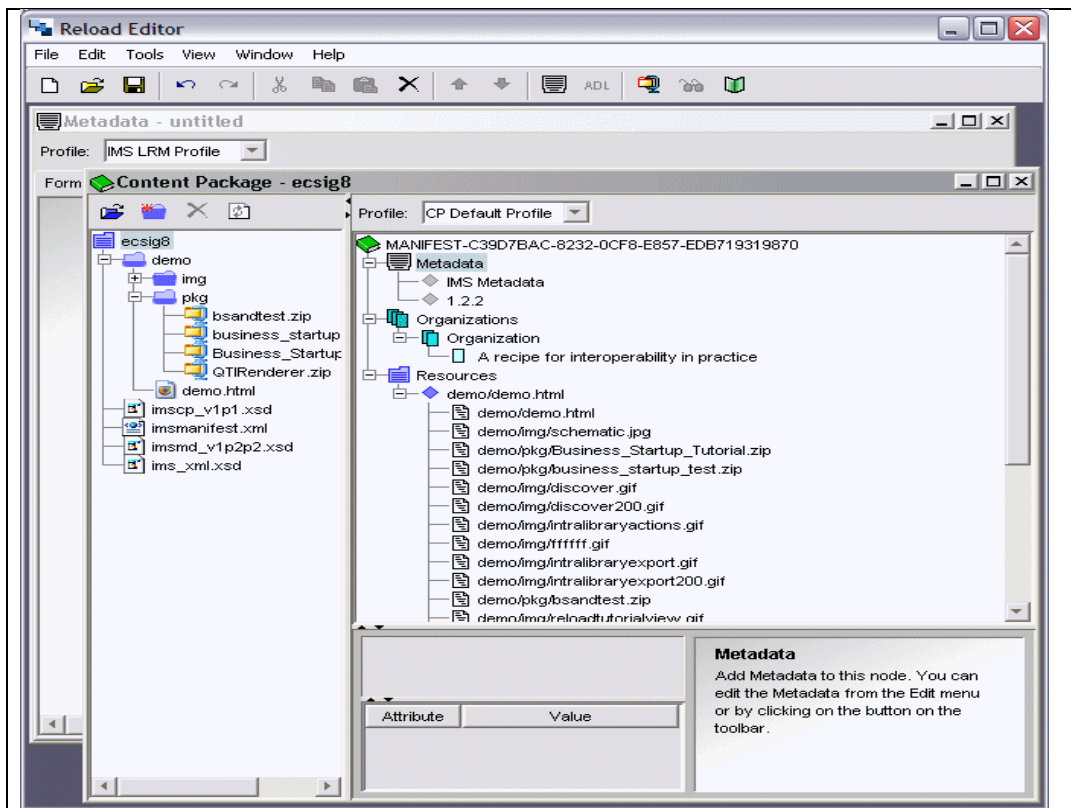 Reload Editor
File Edit Tools View Window Help
ADL
Metadata - untitled
Profile: IMS LRM Profile
Form
Content Package - ecsig8
Profile: CP Default Profile
ecsig8
demo
img
pkg
bsandtest.zip
business_startup
Business_Startup
QTIRenderer.zip
demo.html
imscp_v1p1.xsd
imsmanifest.xml
imsmd_v1p2p2.xsd
ims_xml.xsd
MANIFEST-C39D7BAC-8232-0CF8-E857-EDB719319870
Metadata
IMS Metadata
1.2.2
Organizations
Organization
A recipe for interoperability in practice
Resources
demo/demo.html
demo/demo.html
demo/img/schematic.jpg
demo/pkg/Business_Startup_Tutorial.zip
demo/pkg/business_startup_test.zip
demo/img/discover.gif
demo/img/discover200.gif
demo/img/intralibraryactions.gif
demo/img/ffffff.gif
demo/img/intralibraryexport.gif
demo/img/intralibraryexport200.gif
demo/pkg/bsandtest.zip
demo/img/reloadtutorialview.gif
Attribute Value
Metadata
Add Metadata to this node. You can
edit the Metadata from the Edit menu
or by clicking on the button on the
toolbar.